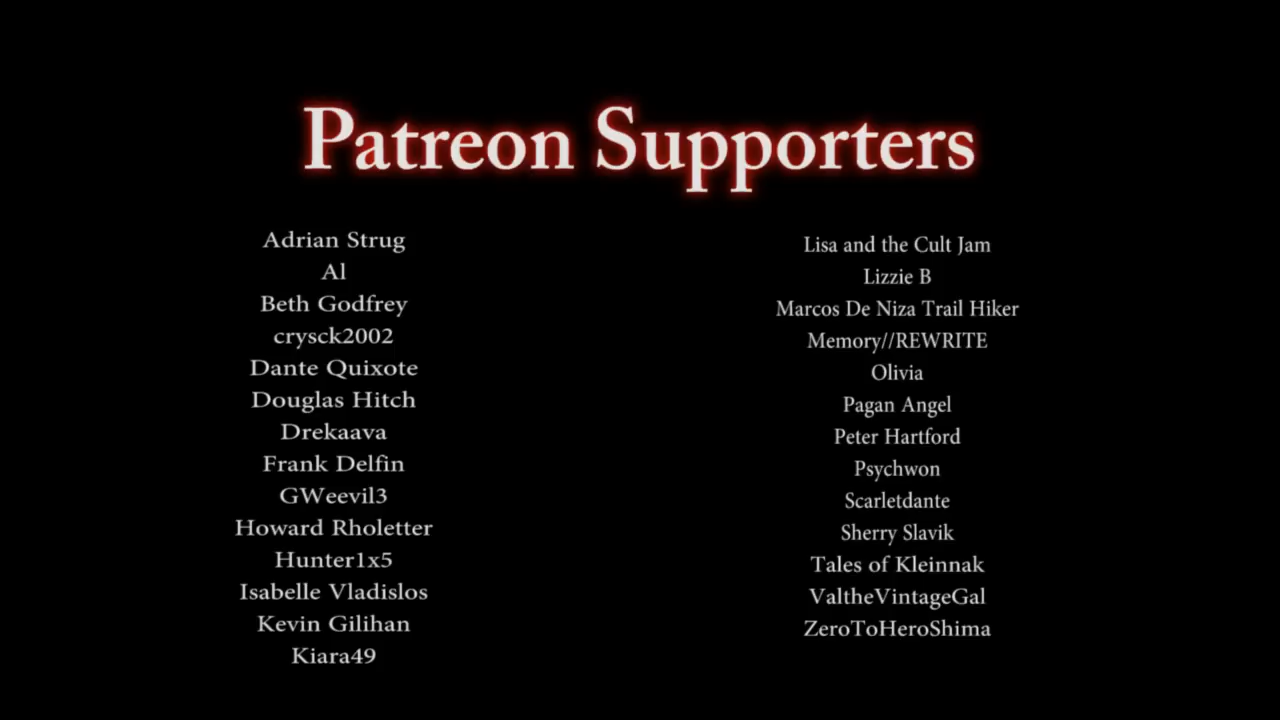 Patreon Supporters
Adrian Strug
Al
Beth Godfrey
crysck2002
Dante Quixote
Douglas Hitch
Drekaava
Frank Delfin
GWeevil3
Howard Rholetter
Hunter1x5
Isabelle Vladislos
Kevin Gilihan
Kiara49
Lisa and the Cult Jam
Lizzie B
Marcos De Niza Trail Hiker
Memory//REWRITE
Olivia
Pagan Angel
Peter Hartford
Psychwon
Scarletdante
Sherry Slavik
Tales of Kleinnak
ValtheVintageGal
ZeroToHeroShima